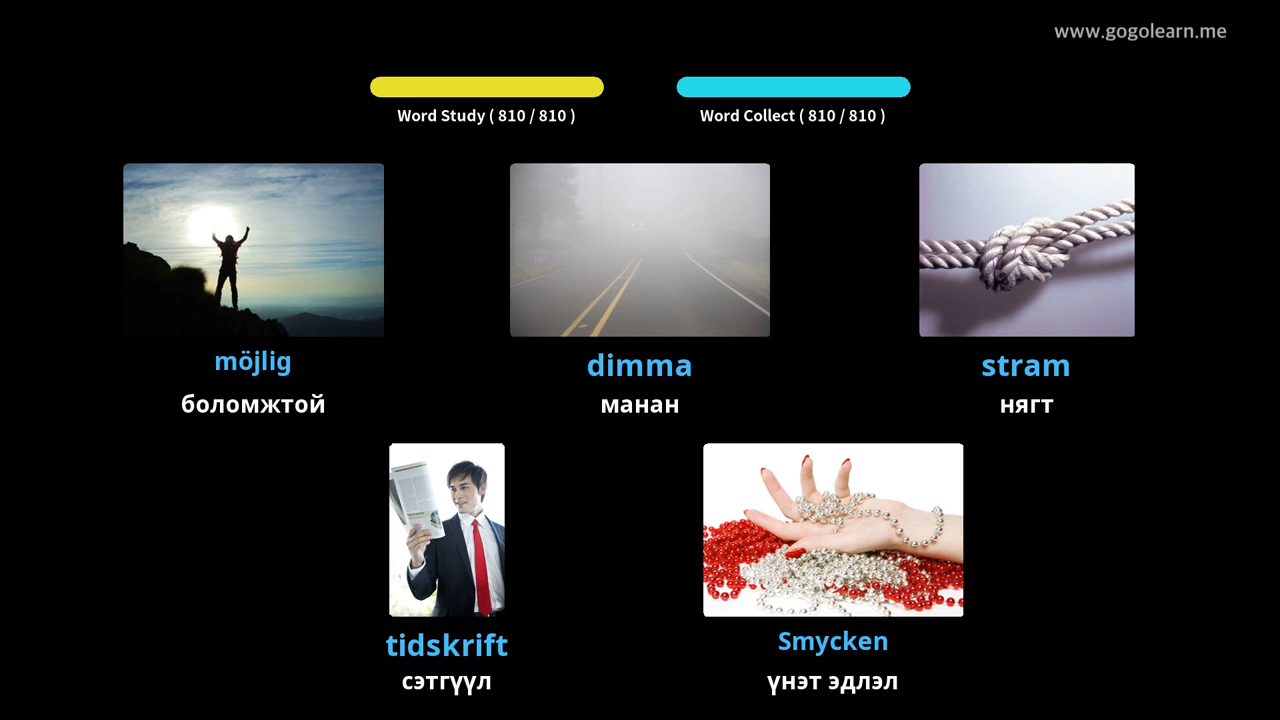 www.gogolearn.me
Word Study ( 810 / 810 )
Word Collect ( 810 / 810 )
möjlig
dimma
stram
боломжтой
манан
нягт
tidskrift
Smycken
сэтгүүл
үнэт эдлэл